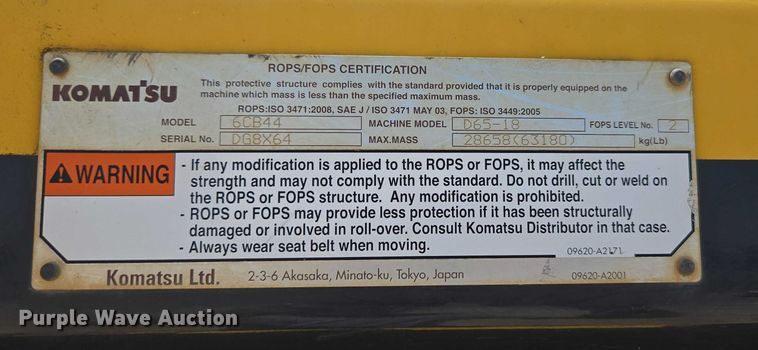 ROPS/FOPS CERTIFICATION
KOMATSU
This protective structure complies with the standard provided that it is properly equipped on the
machine which mass is less than the specified maximum mass.
ROPS:ISO 3471:2008, SAE J / ISO 3471 MAY 03, FOPS: ISO 3449:2005
MODEL 6CB44 MACHINE MODEL D65-18 FOPS LEVEL No. 2
SERIAL No. DG8X64 MAX.MASS 28658(63180) kg(Lb)
WARNING
- If any modification is applied to the ROPS or FOPS, it may affect the
strength and may not comply with the standard. Do not drill, cut or weld on
the ROPS or FOPS structure. Any modification is prohibited.
- ROPS or FOPS may provide less protection if it has been structurally
damaged or involved in roll-over. Consult Komatsu Distributor in that case.
- Always wear seat belt when moving.
09620-A2171
Komatsu Ltd. 2-3-6 Akasaka, Minato-ku, Tokyo, Japan 09620-A2001
Purple Wave Auction